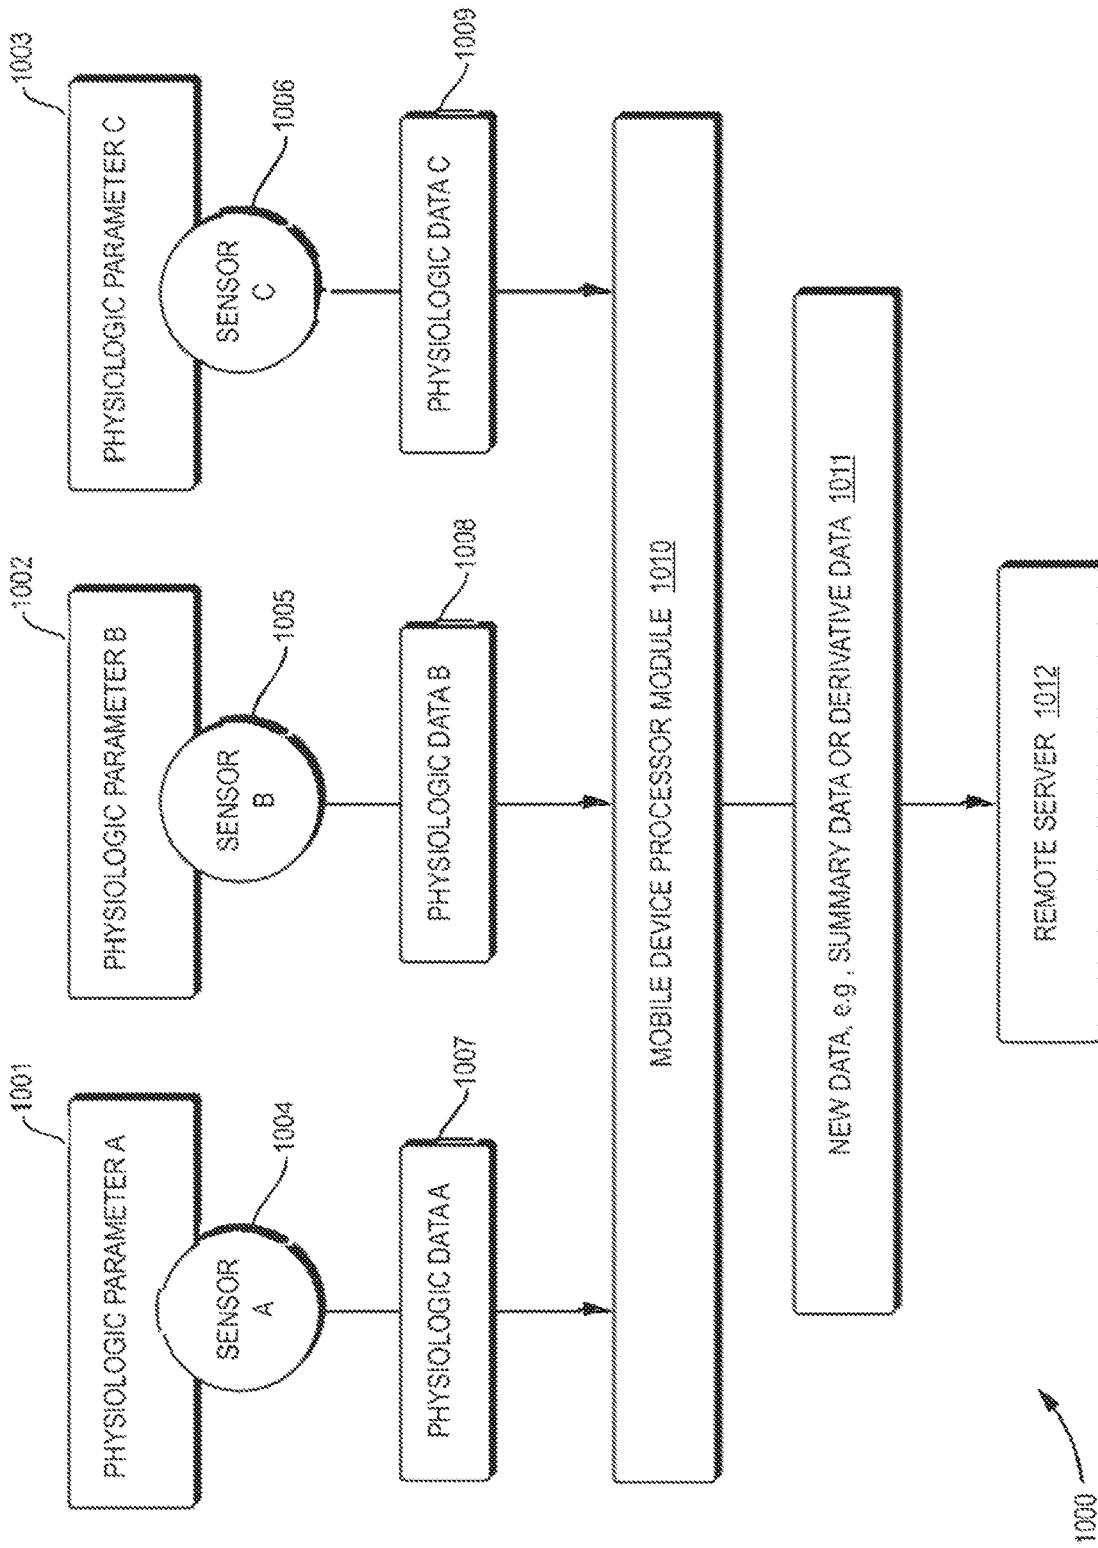 1001
1002
1003
PHYSIOLOGIC PARAMETER A
PHYSIOLOGIC PARAMETER B
PHYSIOLOGIC PARAMETER C
SENSOR
A
1004
SENSOR
B
1005
SENSOR
C
1006
PHYSIOLOGIC DATA A
1007
PHYSIOLOGIC DATA B
1008
PHYSIOLOGIC DATA C
1009
MOBILE DEVICE PROCESSOR MODULE 1010
NEW DATA, e.g., SUMMARY DATA OR DERIVATIVE DATA 1011
REMOTE SERVER 1012
1000